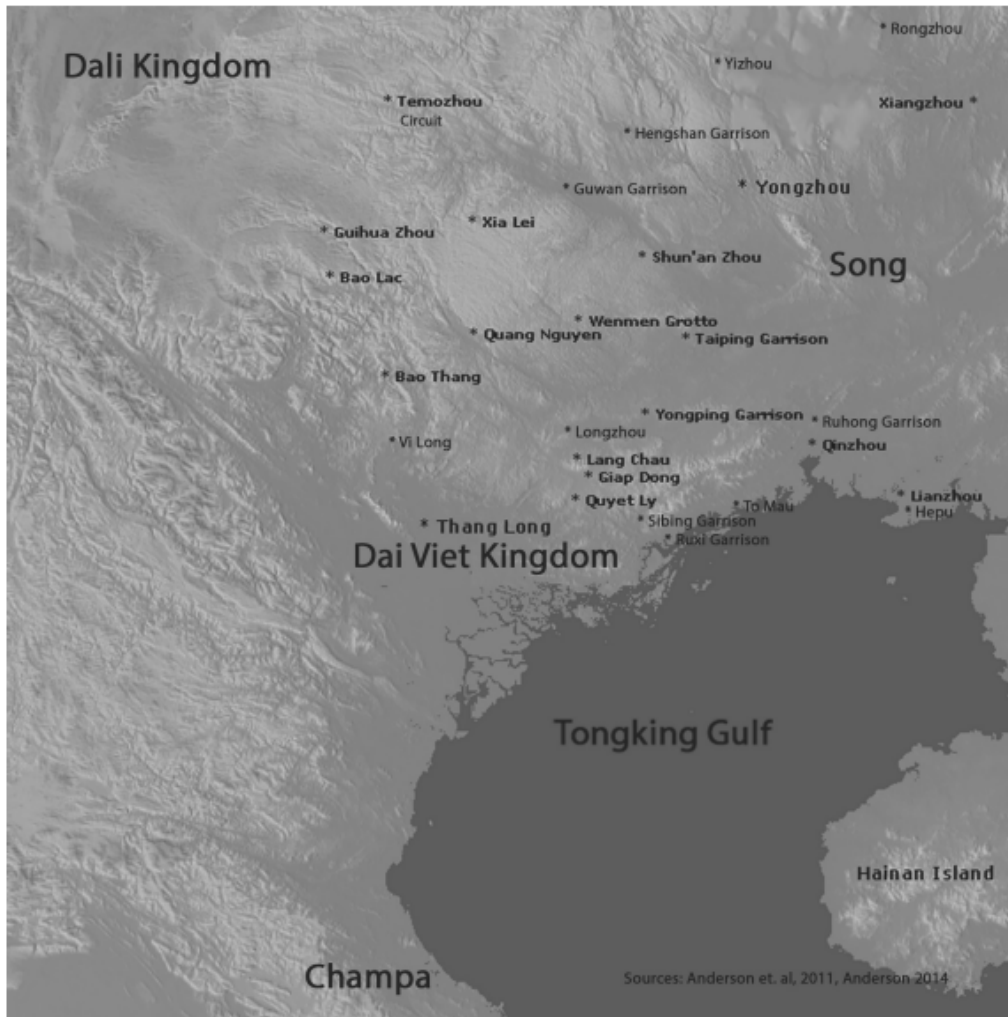 * Rongzhou
Dali Kingdom
* Yizhou
* Temozhou
Circuit
Xiangzhou *
* Hengshan Garrison
* Guwan Garrison
* Yongzhou
* Xia Lei
* Guihua Zhou
* Shun'an Zhou
Song
* Bao Lac
* Wenmen Grotto
* Quang Nguyen
* Taiping Garrison
* Bao Thang
* Yongping Garrison
* Ruhong Garrison
* Longzhou
* Vi Long
* Qinzhou
* Lang Chau
* Giap Dong
* Quyet Ly
* Lianzhou
* To Mau
* Hepu
* Sibing Garrison
* Thang Long
* Ruxi Garrison
Dai Viet Kingdom
Tongking Gulf
Hainan Island
Champa
Sources: Anderson et. al, 2011, Anderson 2014